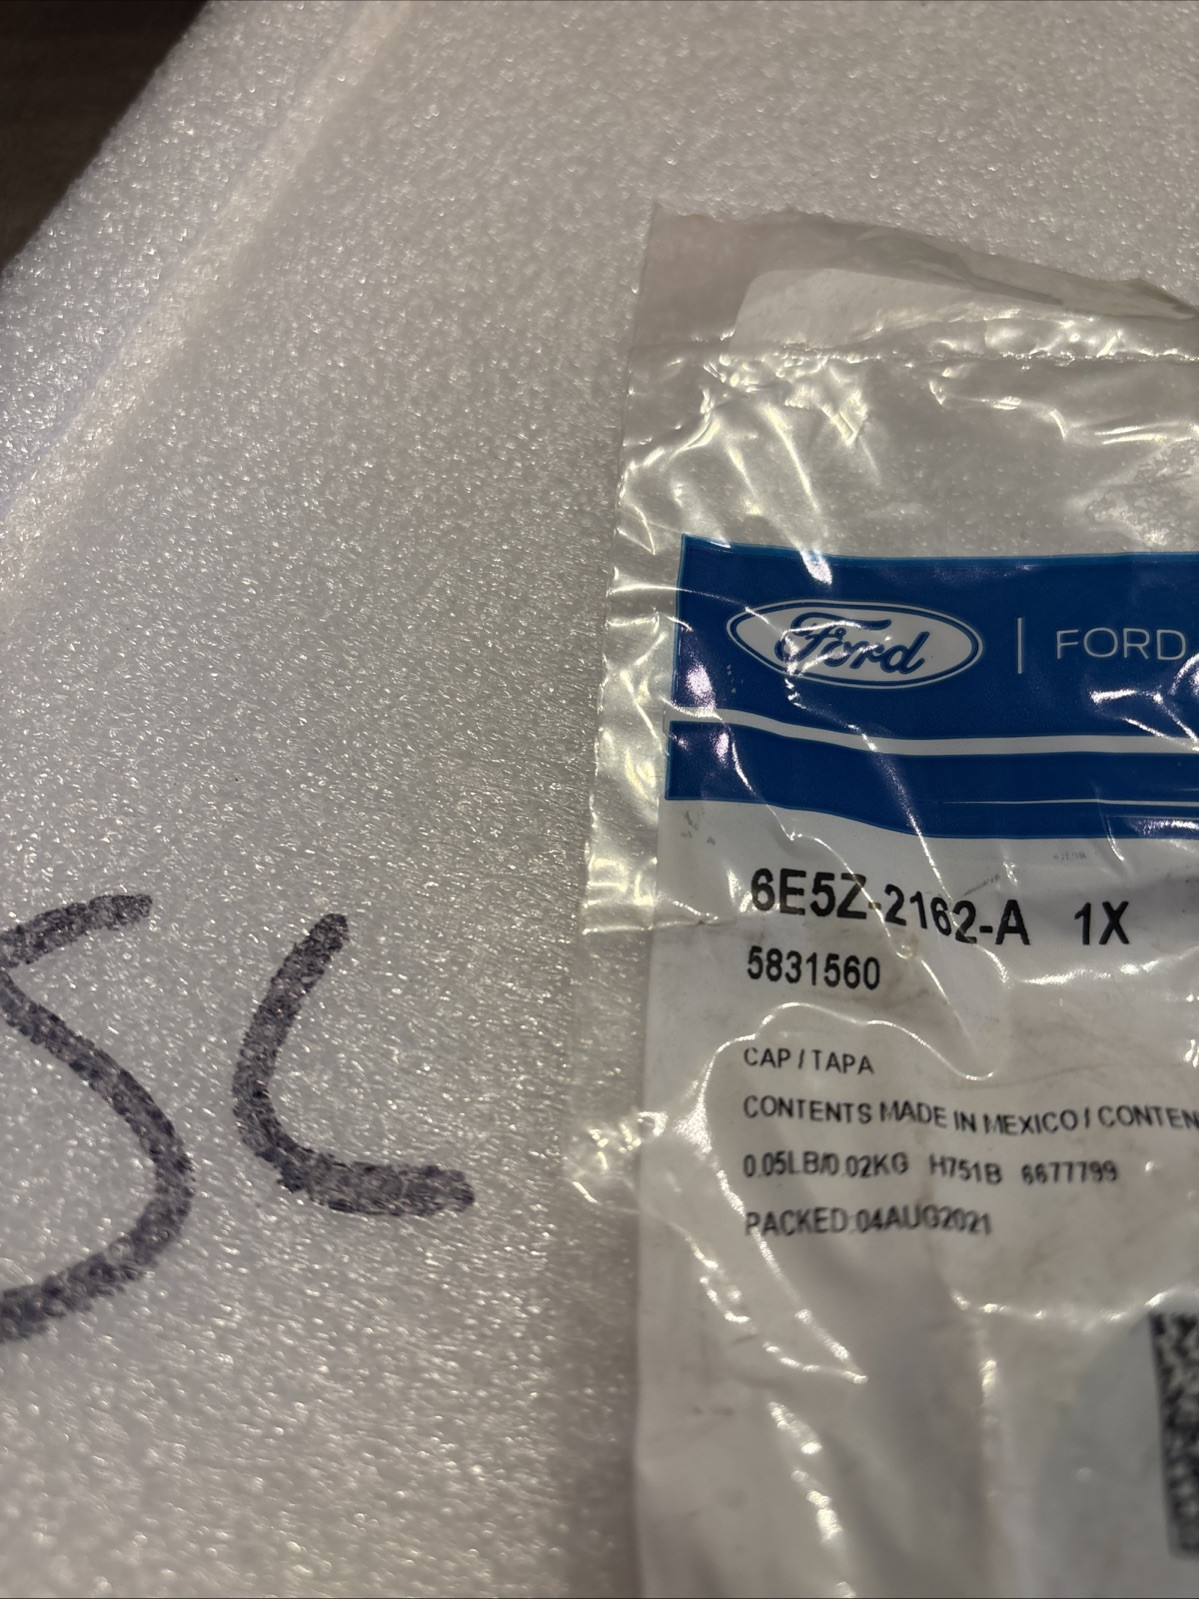 Ford | FORD
6E5Z-2162-A 1X
5831560
CAP / TAPA
CONTENTS MADE IN MEXICO / CONTEN
0.05LB/0.02KG H751B 6677799
PACKED:04AUG2021
SC